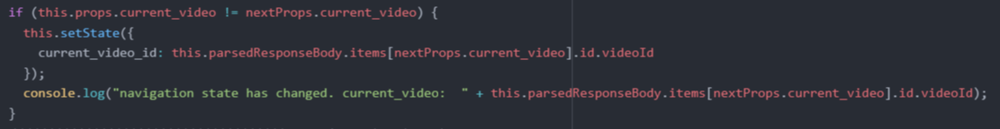 if (this.props.current_video != nextProps.current_video) {
  this.setState({
    current_video_id: this.parsedResponseBody.items[nextProps.current_video].id.videoId
  });
  console.log("navigation state has changed. current_video:  " + this.parsedResponseBody.items[nextProps.current_video].id.videoId);
}